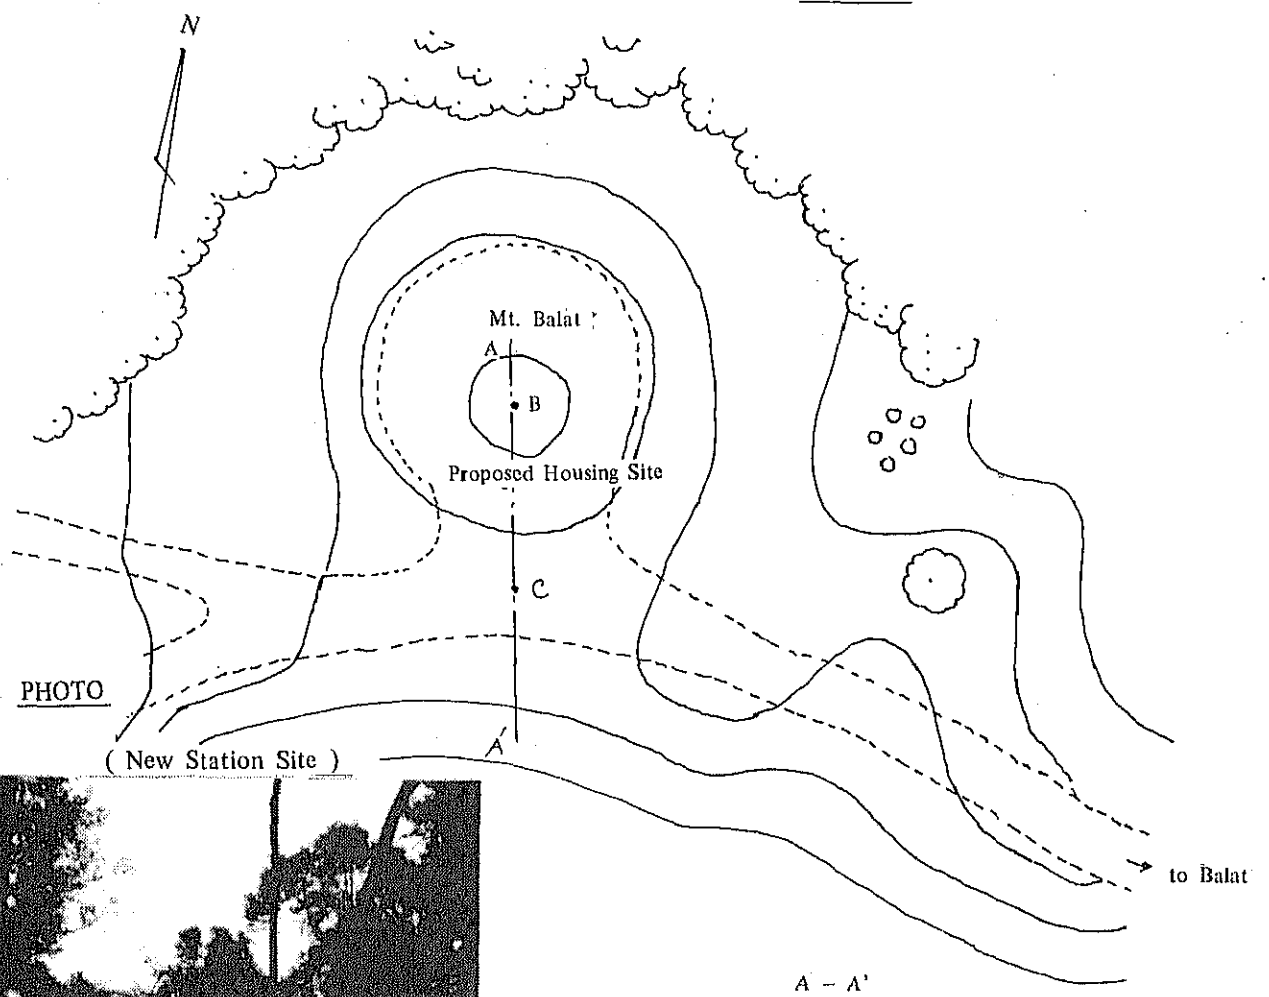 N
Mt. Balat
A
B
Proposed Housing Site
C
PHOTO
A'
( New Station Site )
to Balat
A - A'